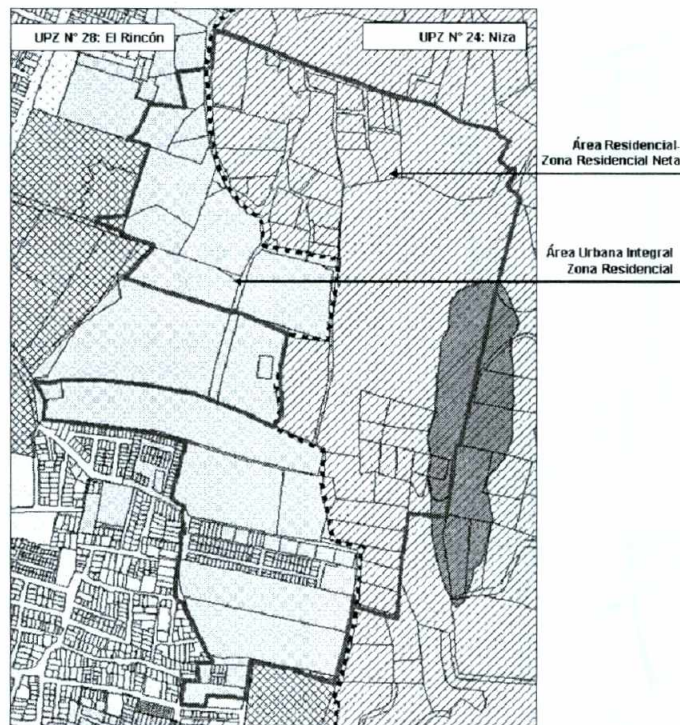 UPZ N° 28: El Rincón
UPZ N° 24: Niza
Área Residencial
Zona Residencial Neta
Área Urbana Integral
Zona Residencial